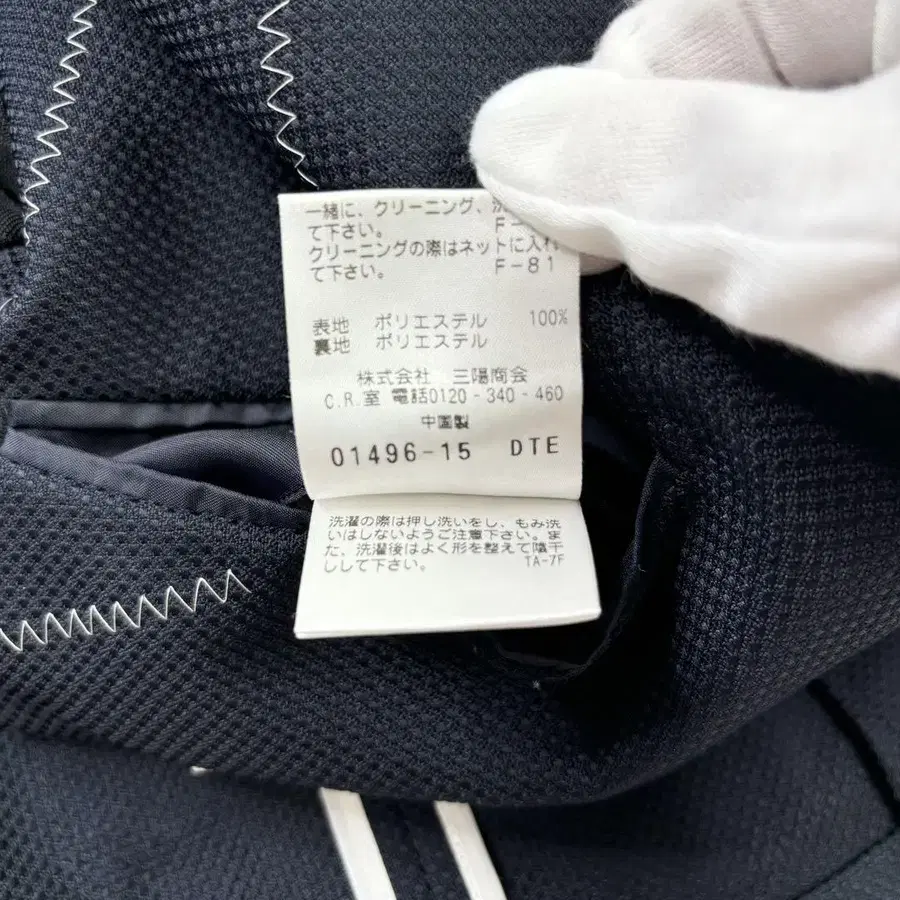 一緒に、クリーニング、洗
て下さい。 F-
クリーニングの際はネットに入れ
て下さい。 F-81
表地 ポリエステル 100%
裏地 ポリエステル
株式会社 三陽商会
C.R.室 電話0120-340-460
中国製
01496-15 DTE
洗濯の際は押し洗いをし、もみ洗
いはしないようご注意下さい。ま
た、洗濯後はよく形を整えて陰干
しして下さい。 TA-7F